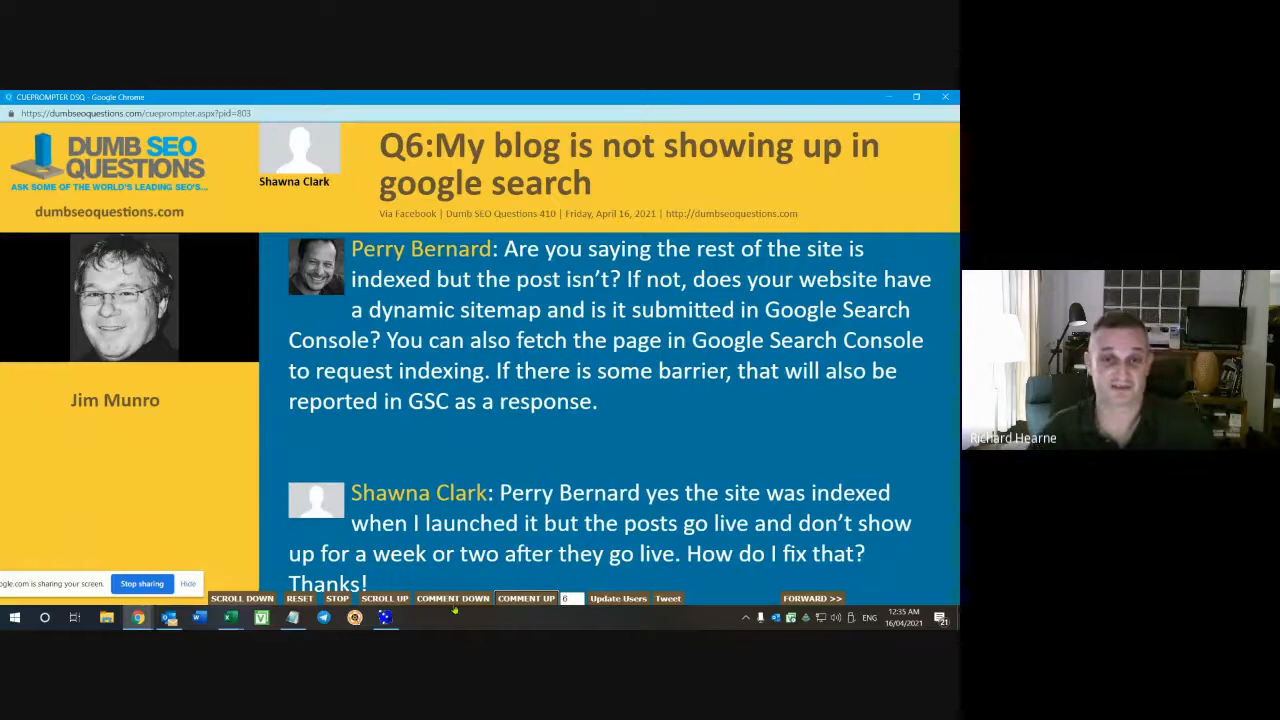 CUEPROMPTER DSQ - Google Chrome
https://dumbseoquestions.com/cueprompter.aspx?pid=803
DUMB SEO
QUESTIONS
ASK SOME OF THE WORLD'S LEADING SEO'S...
dumbseoquestions.com
Shawna Clark
Q6:My blog is not showing up in
google search
Via Facebook | Dumb SEO Questions 410 | Friday, April 16, 2021 | http://dumbseoquestions.com
Jim Munro
Perry Bernard: Are you saying the rest of the site is
indexed but the post isn't? If not, does your website have
a dynamic sitemap and is it submitted in Google Search
Console? You can also fetch the page in Google Search Console
to request indexing. If there is some barrier, that will also be
reported in GSC as a response.
Shawna Clark: Perry Bernard yes the site was indexed
when I launched it but the posts go live and don't show
up for a week or two after they go live. How do I fix that?
Thanks!
Richard Hearne
ogle.com is sharing your screen.
Stop sharing
Hide
SCROLL DOWN
RESET
STOP
SCROLL UP
COMMENT DOWN
COMMENT UP
6
Update Users
Tweet
FORWARD >>
ENG
12:35 AM
16/04/2021
21